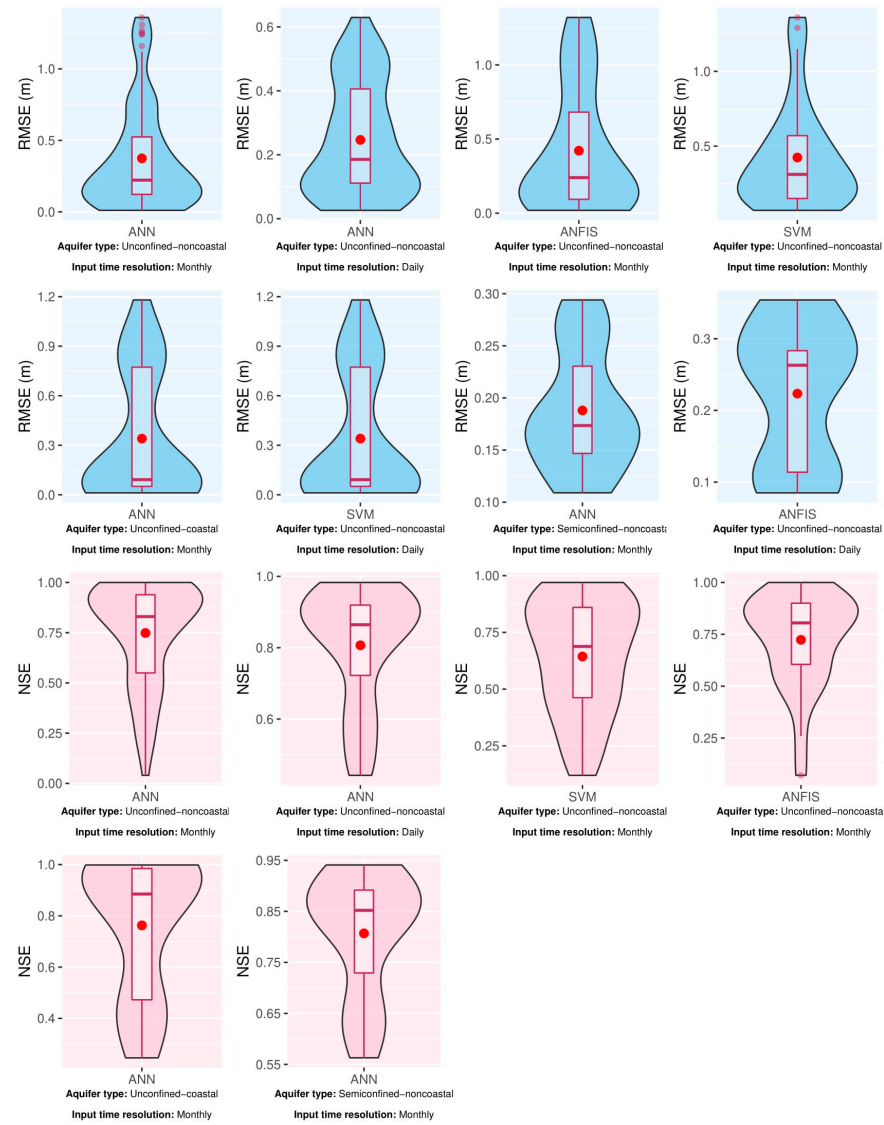 RMSE (m)
1.0
0.5
0.0
ANN
Aquifer type: Unconfined−noncoastal
Input time resolution: Monthly
RMSE (m)
0.6
0.4
0.2
0.0
ANN
Aquifer type: Unconfined−noncoastal
Input time resolution: Daily
RMSE (m)
1.0
0.5
0.0
ANFIS
Aquifer type: Unconfined−noncoastal
Input time resolution: Monthly
RMSE (m)
1.0
0.5
SVM
Aquifer type: Unconfined−noncoastal
Input time resolution: Monthly
RMSE (m)
1.2
0.9
0.6
0.3
0.0
ANN
Aquifer type: Unconfined−coastal
Input time resolution: Monthly
RMSE (m)
1.2
0.9
0.6
0.3
0.0
SVM
Aquifer type: Unconfined−noncoastal
Input time resolution: Daily
RMSE (m)
0.30
0.25
0.20
0.15
0.10
ANN
Aquifer type: Semiconfined−noncoasta
Input time resolution: Monthly
RMSE (m)
0.3
0.2
0.1
ANFIS
Aquifer type: Unconfined−noncoastal
Input time resolution: Daily
NSE
1.00
0.75
0.50
0.25
0.00
ANN
Aquifer type: Unconfined−noncoastal
Input time resolution: Monthly
NSE
1.0
0.8
0.6
ANN
Aquifer type: Unconfined−noncoastal
Input time resolution: Daily
NSE
1.00
0.75
0.50
0.25
SVM
Aquifer type: Unconfined−noncoastal
Input time resolution: Monthly
NSE
1.00
0.75
0.50
0.25
ANFIS
Aquifer type: Unconfined−noncoasta
Input time resolution: Monthly
NSE
1.0
0.8
0.6
0.4
ANN
Aquifer type: Unconfined−coastal
Input time resolution: Monthly
NSE
0.95
0.85
0.75
0.65
0.55
ANN
Aquifer type: Semiconfined−noncoastal
Input time resolution: Monthly